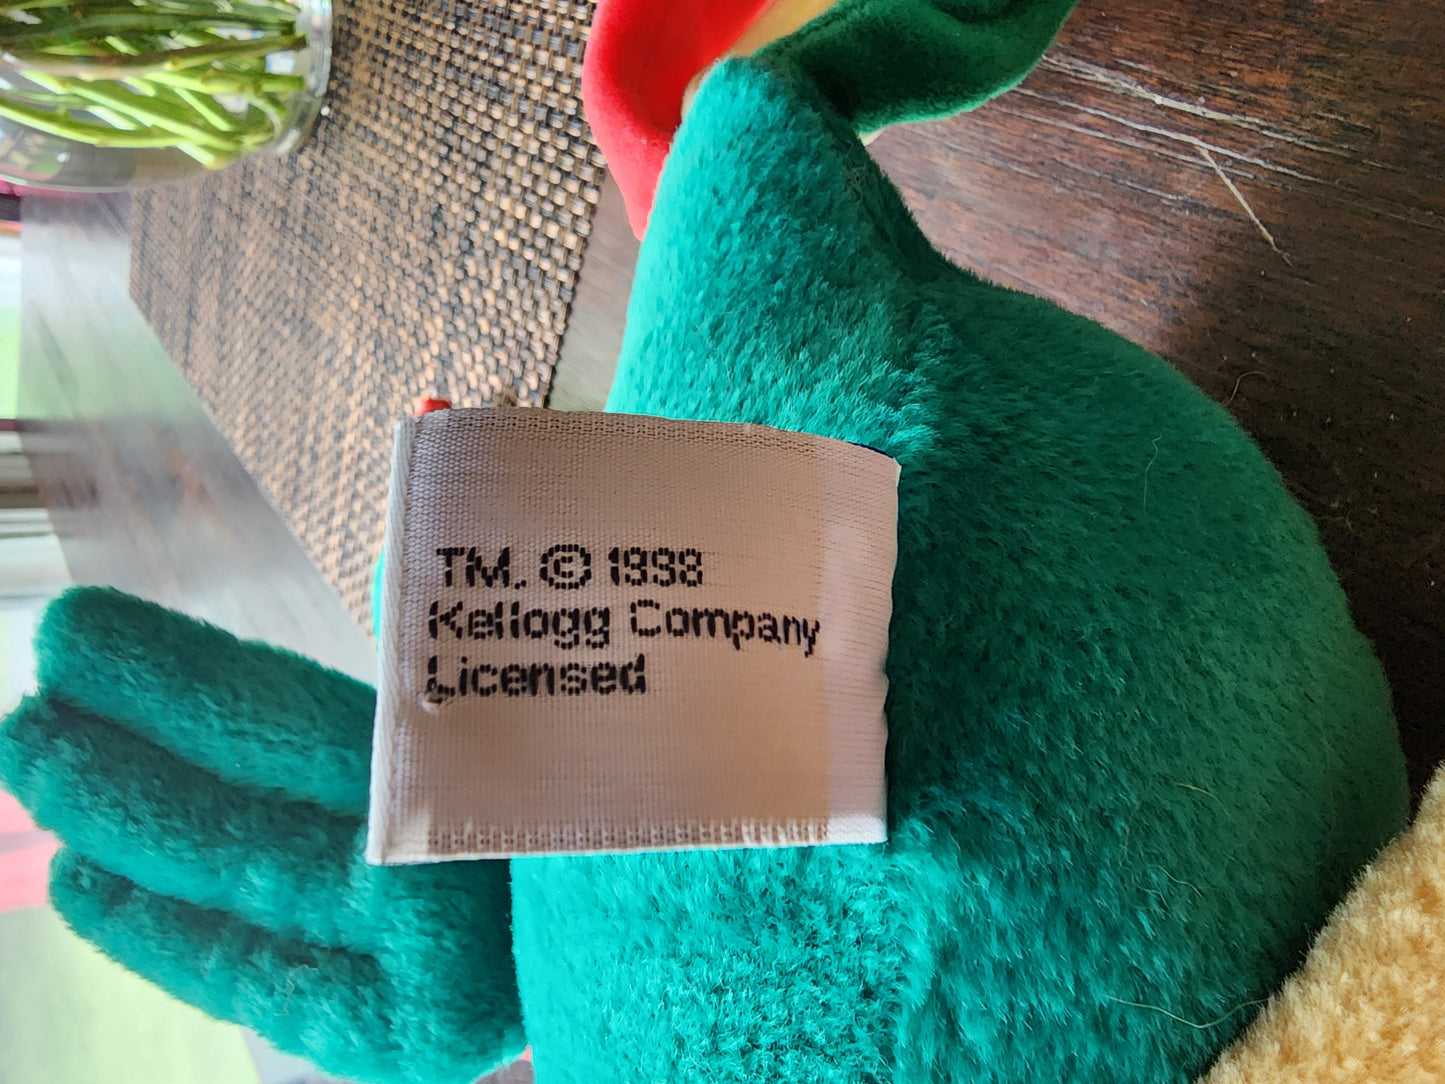 TM. © 1998
Kellogg Company
Licensed